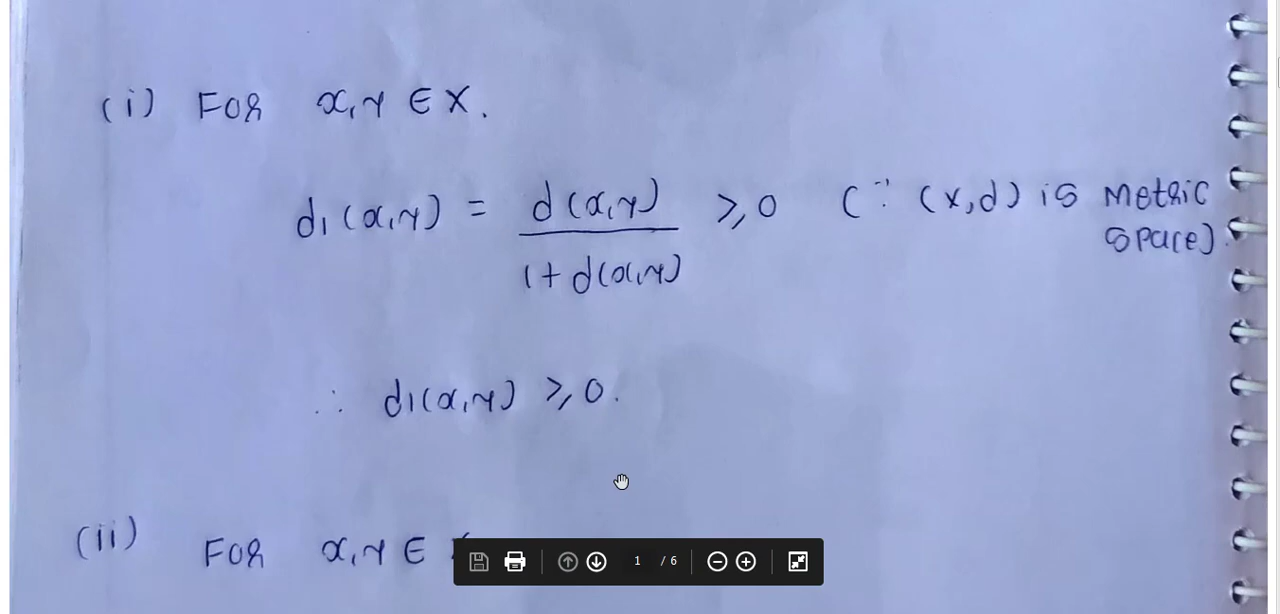 (i) For x, y ∈ X.
d₁(x,y) = d(x,y) / 1 + d(x,y) ≥ 0 (∵ (X,d) is Metric space).
∴ d₁(x,y) ≥ 0.
(ii) For x, y ∈
1 / 6